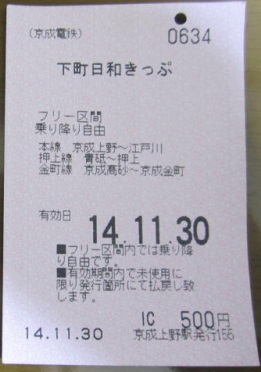 (京成電鉄)
0634
下町日和きっぷ
フリー区間
乗り降り自由
本線 京成上野〜江戸川
押上線 青砥〜押上
金町線 京成高砂〜京成金町
有効日
14.11.30
■フリー区間内では乗り降
り自由です。
■有効期間内で未使用に
限り発行箇所にて払戻し致
します。
IC 500円
14.11.30 京成上野駅発行155